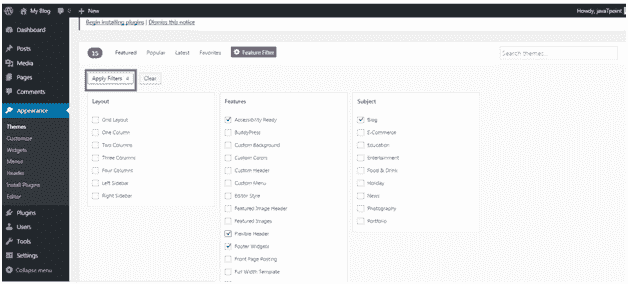 My Blog 0 + New
Howdy, javaTpoint
Begin installing plugins | Dismiss this notice
Dashboard
Posts
Media
Pages
Comments
Appearance
Themes
Customize
Widgets
Menus
Header
Install Plugins
Editor
Plugins
Users
Tools
Settings
Collapse menu
15 Featured Popular Latest Favorites Feature Filter
Search themes...
Apply Filters 4 Clear
Layout
Grid Layout
One Column
Two Columns
Three Columns
Four Columns
Left Sidebar
Right Sidebar
Features
Accessibility Ready
BuddyPress
Custom Background
Custom Colors
Custom Header
Custom Menu
Editor Style
Featured Image Header
Featured Images
Flexible Header
Footer Widgets
Front Page Posting
Full Width Template
Subject
Blog
E-Commerce
Education
Entertainment
Food & Drink
Holiday
News
Photography
Portfolio